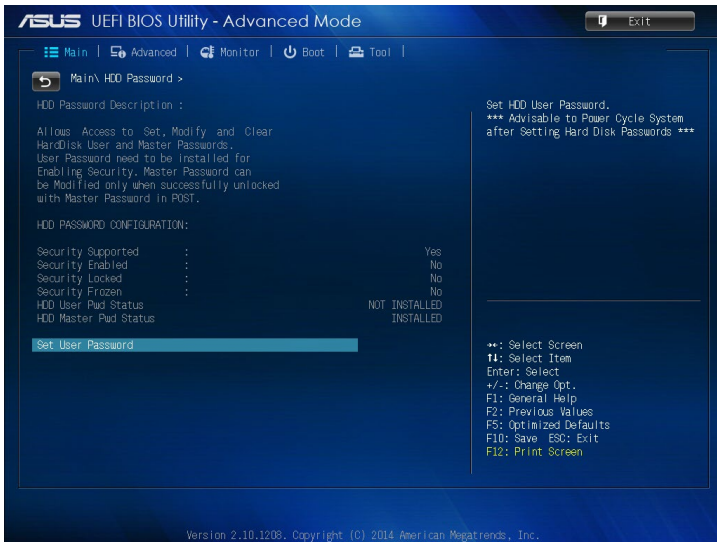 ASUS UEFI BIOS Utility - Advanced Mode
Exit
Main | Advanced | Monitor | Boot | Tool |
Main\ HDD Password >
HDD Password Description :
Allows Access to Set, Modify and Clear
HardDisk User and Master Passwords.
User Password need to be installed for
Enabling Security. Master Password can
be Modified only when successfully unlocked
with Master Password in POST.
HDD PASSWORD CONFIGURATION:
Security Supported : Yes
Security Enabled : No
Security Locked : No
Security Frozen : No
HDD User Pwd Status NOT INSTALLED
HDD Master Pwd Status INSTALLED
Set User Password
Set HDD User Password.
*** Advisable to Power Cycle System
after Setting Hard Disk Passwords ***
→←: Select Screen
↑↓: Select Item
Enter: Select
+/-: Change Opt.
F1: General Help
F2: Previous Values
F5: Optimized Defaults
F10: Save ESC: Exit
F12: Print Screen
Version 2.10.1208. Copyright (C) 2014 American Megatrends, Inc.